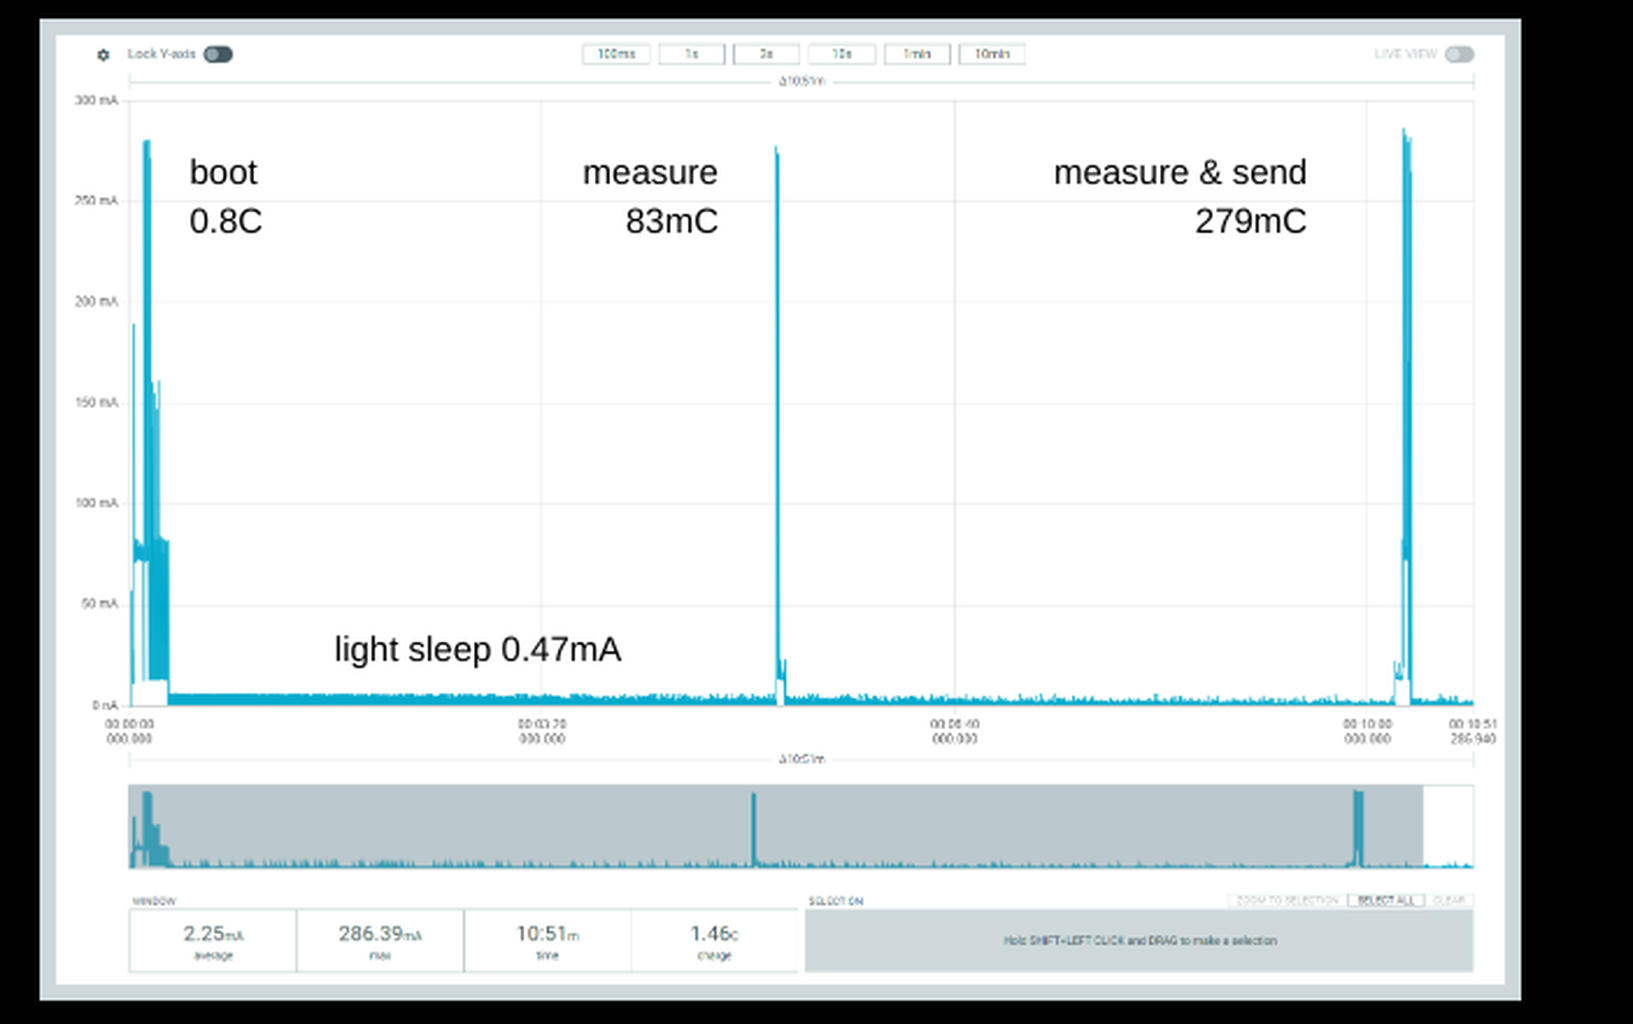 Lock Y-axis
100ms 1s 3s 10s 1min 10min
LIVE VIEW
Δ10:51m
300 mA
boot
measure
measure & send
250 mA
0.8C
83mC
279mC
200 mA
150 mA
100 mA
50 mA
light sleep 0.47mA
0 nA
00:00:00 00:03:20 00:06:40 00:10:00 00:10:51
000.000 000.000 000.000 000.000 286.940
Δ10:51m
WINDOW
SELECTION
ZOOM TO SELECTION SELECT ALL CLEAR
2.25mA 286.39mA 10:51m 1.46c
average max time charge
Hold SHIFT+LEFT CLICK and DRAG to make a selection